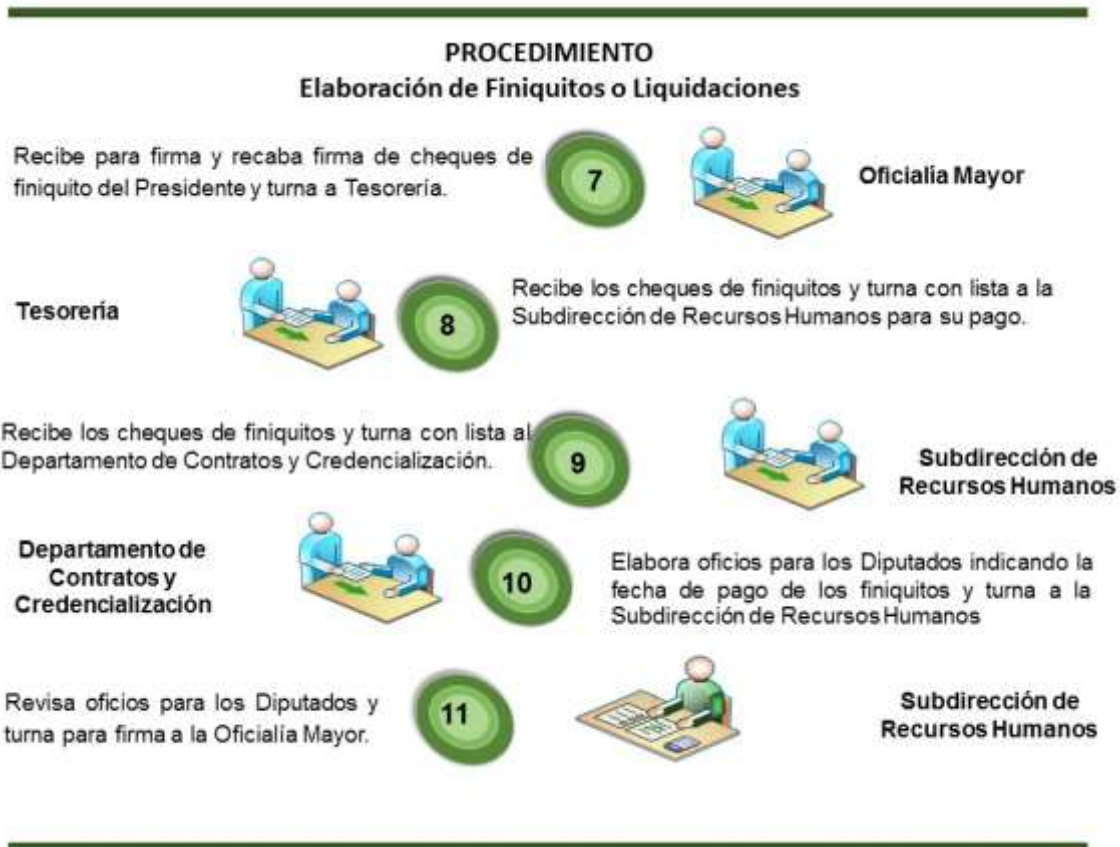 PROCEDIMIENTO
Elaboración de Finiquitos o Liquidaciones
Recibe para firma y recaba firma de cheques de
finiquito del Presidente y turna a Tesorería.
7
Oficialía Mayor
Tesorería
8
Recibe los cheques de finiquitos y turna con lista a la
Subdirección de Recursos Humanos para su pago.
Recibe los cheques de finiquitos y turna con lista al
Departamento de Contratos y Credencialización.
9
Subdirección de
Recursos Humanos
Departamento de
Contratos y
Credencialización
10
Elabora oficios para los Diputados indicando la
fecha de pago de los finiquitos y turna a la
Subdirección de Recursos Humanos
Revisa oficios para los Diputados y
turna para firma a la Oficialía Mayor.
11
Subdirección de
Recursos Humanos